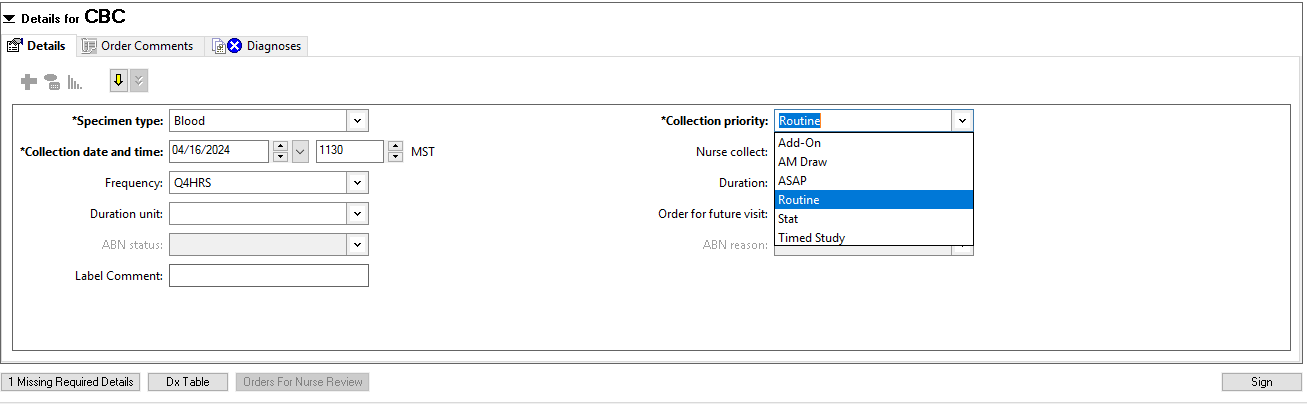 Details for CBC
Details Order Comments Diagnoses
*Specimen type: Blood *Collection priority: Routine
Add-On
*Collection date and time: 04/16/2024 1130 MST Nurse collect: AM Draw
Frequency: Q4HRS Duration: ASAP
Routine
Duration unit: Order for future visit: Stat
Timed Study
ABN status: ABN reason:
Label Comment:
1 Missing Required Details Dx Table Orders For Nurse Review Sign